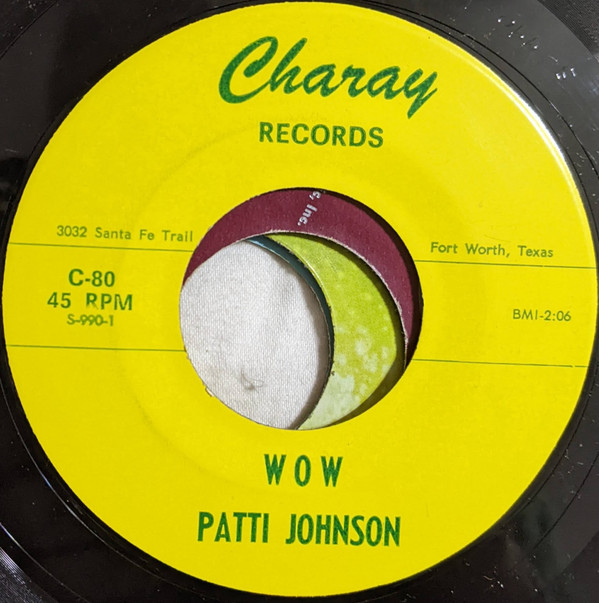 Charay
RECORDS
c, Inc.
3032 Santa Fe Trail
Fort Worth, Texas
C-80
45 RPM
S-990-1
BMI-2:06
WOW
PATTI JOHNSON